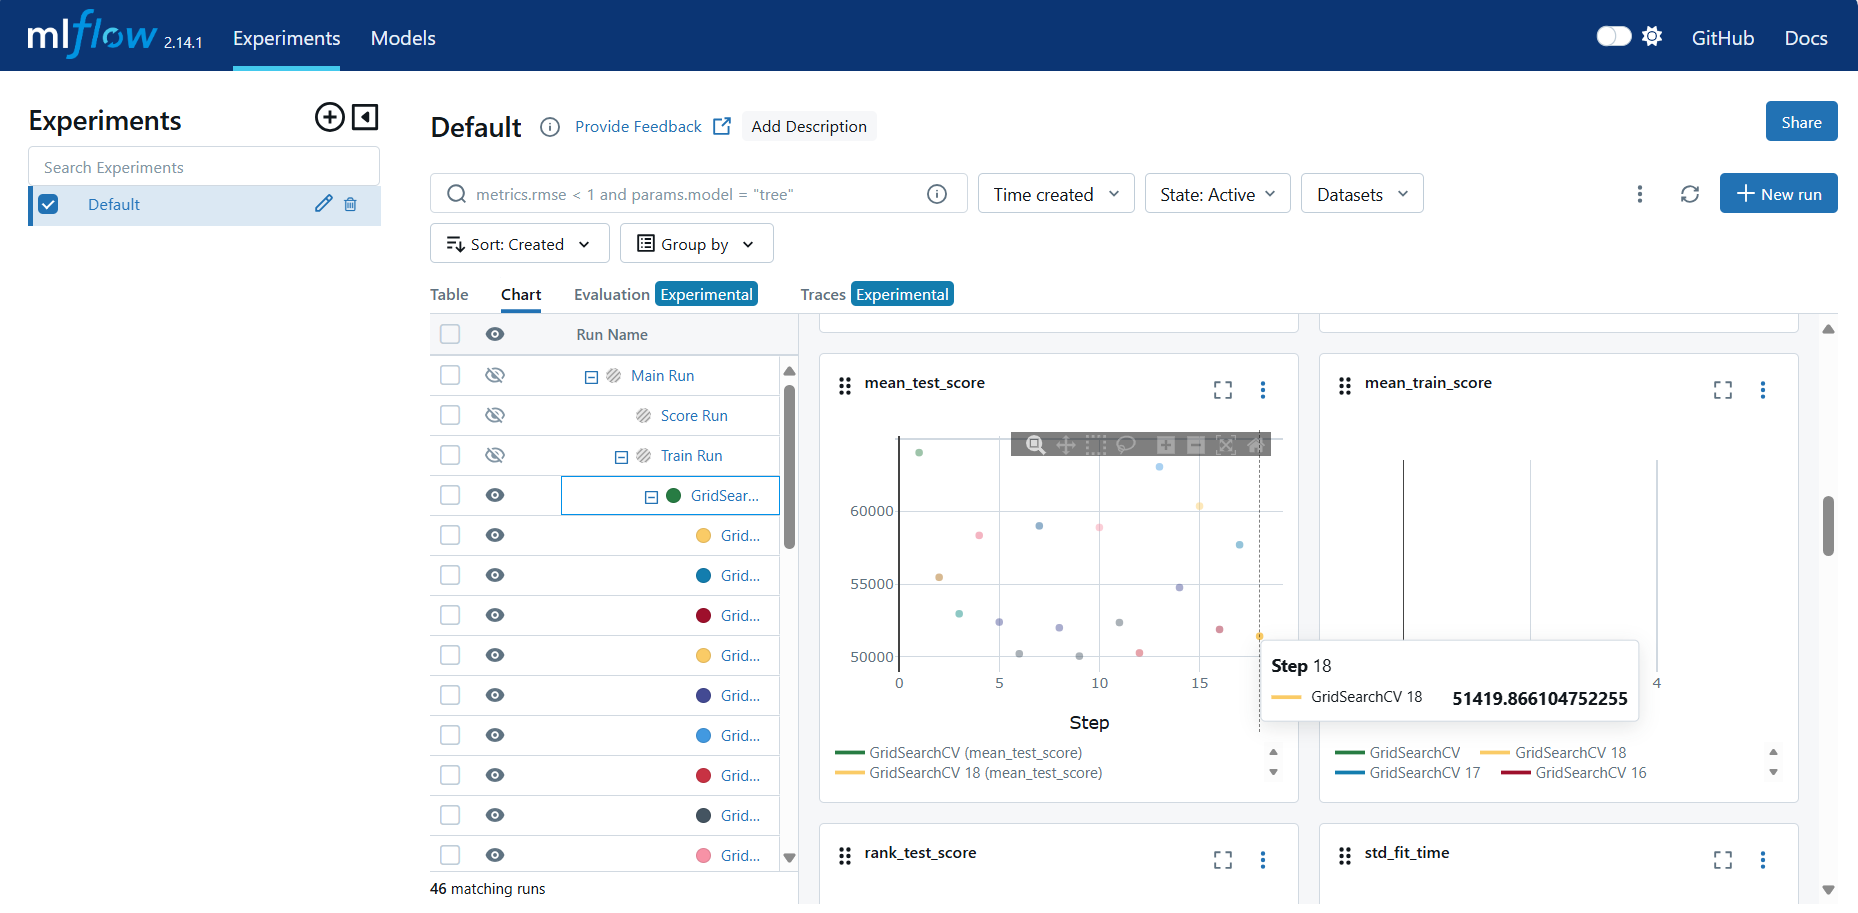 mlflow 2.14.1 Experiments Models GitHub Docs
Experiments
Search Experiments
Default
Default Provide Feedback Add Description Share
metrics.rmse < 1 and params.model = "tree" Time created State: Active Datasets New run
Sort: Created Group by
Table Chart Evaluation Experimental Traces Experimental
Run Name
Main Run
Score Run
Train Run
GridSear...
Grid...
Grid...
Grid...
Grid...
Grid...
Grid...
Grid...
Grid...
Grid...
46 matching runs
mean_test_score
60000
55000
50000
0 5 10 15
Step
GridSearchCV (mean_test_score)
GridSearchCV 18 (mean_test_score)
Step 18
GridSearchCV 18 51419.866104752255
mean_train_score
4
GridSearchCV GridSearchCV 18
GridSearchCV 17 GridSearchCV 16
rank_test_score
std_fit_time